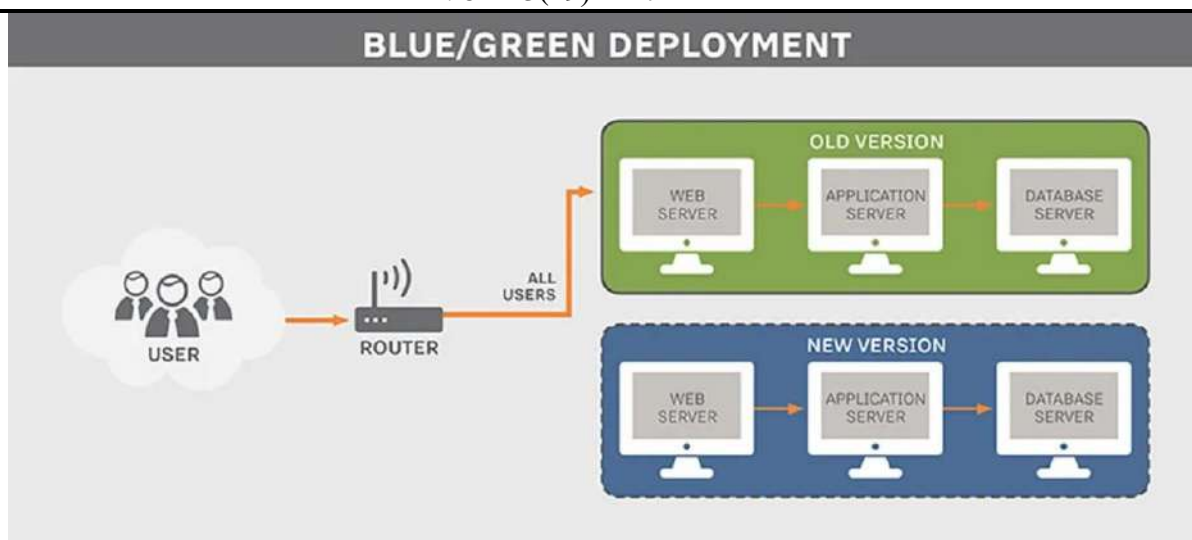 BLUE/GREEN DEPLOYMENT
OLD VERSION
WEB
SERVER
APPLICATION
SERVER
DATABASE
SERVER
ALL
USERS
USER
ROUTER
NEW VERSION
WEB
SERVER
APPLICATION
SERVER
DATABASE
SERVER